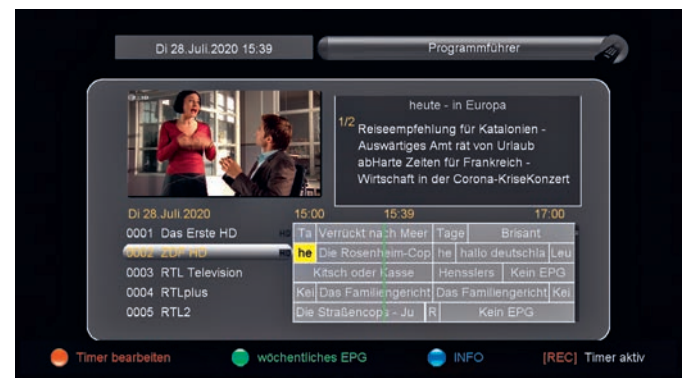 Di 28.Juli.2020 15:39
Programmführer
heute - in Europa
1/2
Reiseempfehlung für Katalonien -
Auswärtiges Amt rät von Urlaub
abHarte Zeiten für Frankreich -
Wirtschaft in der Corona-KriseKonzert
Di 28.Juli.2020 15:00 15:39 17:00
0001 Das Erste HD HD Ta Verrückt nach Meer Tage Brisant
0002 ZDF HD HD he Die Rosenheim-Cop he hallo deutschla Leu
0003 RTL Television Kitsch oder Kasse Hensslers Kein EPG
0004 RTLplus Kei Das Familiengericht Das Familiengericht Kei
0005 RTL2 Die Straßencops - Ju R Kein EPG
Timer bearbeiten wöchentliches EPG INFO [REC] Timer aktiv